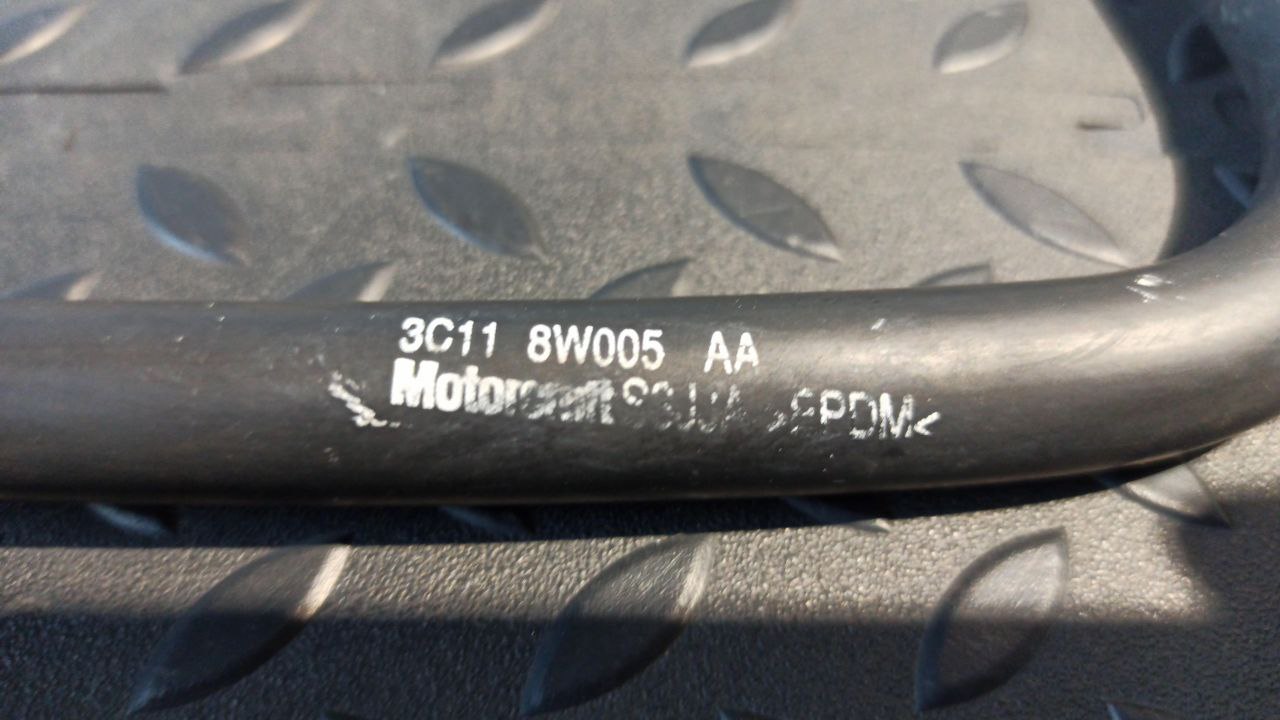 3C11 8W005 AA
Motorcraft >EPDM<